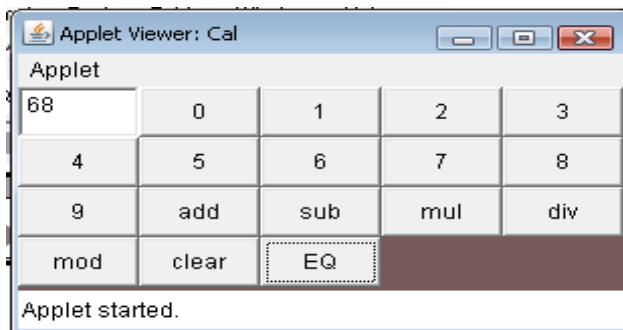 Applet Viewer: Cal
Applet
68 0 1 2 3
4 5 6 7 8
9 add sub mul div
mod clear EQ
Applet started.